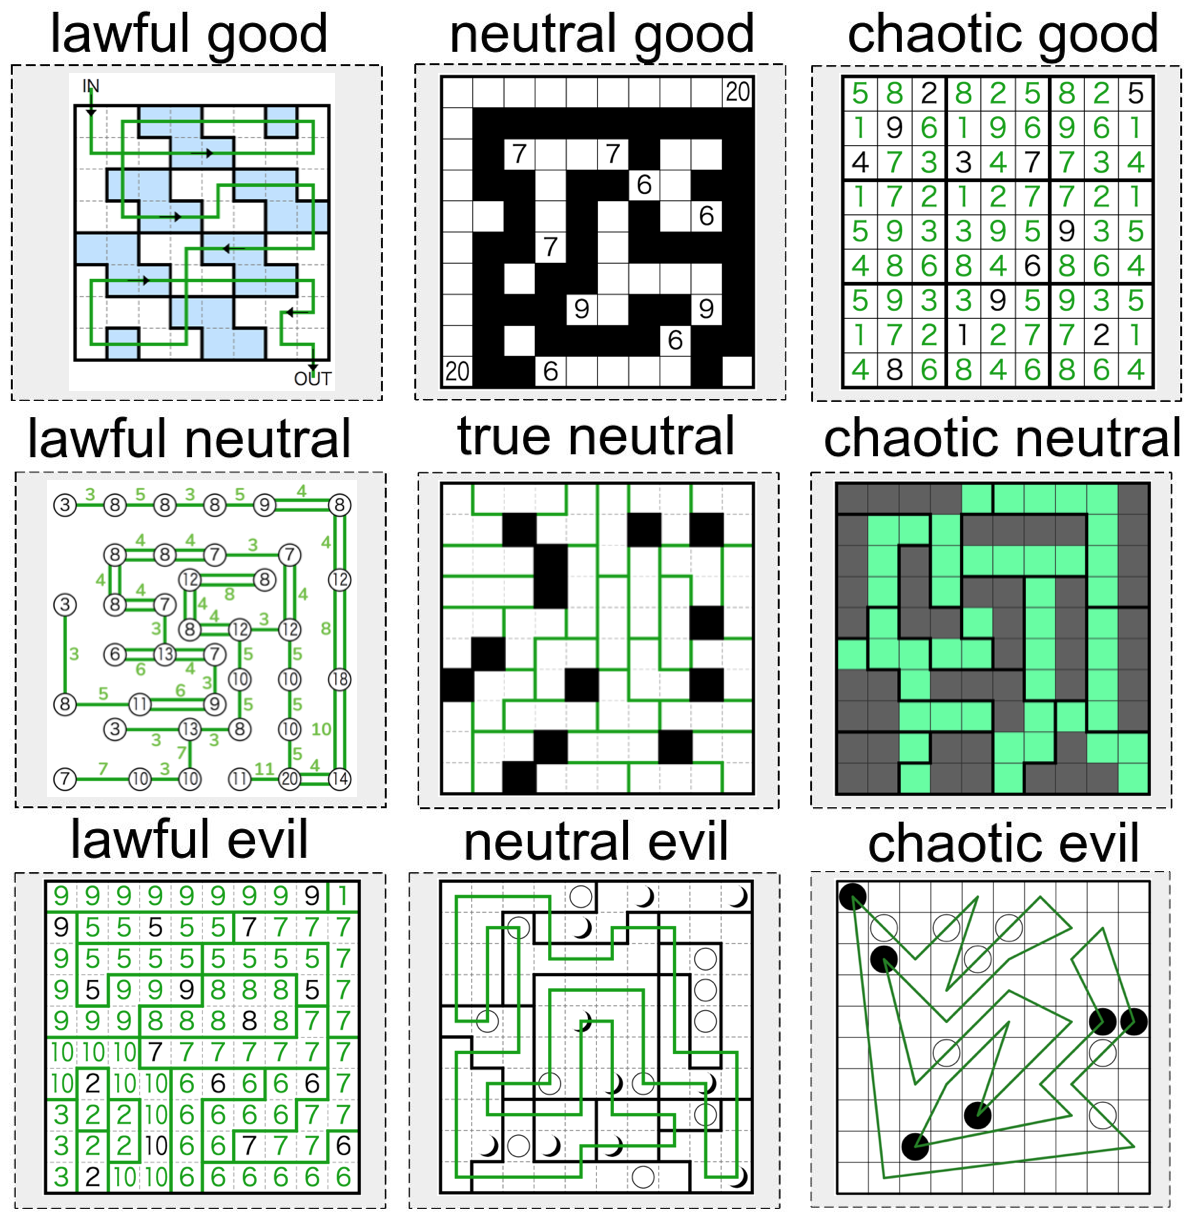 lawful good neutral good chaotic good
IN
OUT
20
7 7
6
6
7
9 9
6
20 6
5 8 2 8 2 5 8 2 5
1 9 6 1 9 6 9 6 1
4 7 3 3 4 7 7 3 4
1 7 2 1 2 7 7 2 1
5 9 3 3 9 5 9 3 5
4 8 6 8 4 6 8 6 4
5 9 3 3 9 5 9 3 5
1 7 2 1 2 7 7 2 1
4 8 6 8 4 6 8 6 4
lawful neutral true neutral chaotic neutral
3 3 8 5 8 3 8 5 9 4 8
4
8 4 8 4 7 3 7
4 12 8 8 4 12
3 8 4 7 4
3 8 4 12 3 12 8
6 6 13 4 7 5 5
3 3 10 10 18
8 5 11 6 9 5 5
3 3 13 3 8 10 10
7 5
7 7 10 3 10 11 11 20 4 14
lawful evil neutral evil chaotic evil
9 9 9 9 9 9 9 9 9 1
9 5 5 5 5 5 7 7 7 7
9 5 5 5 5 5 5 5 5 7
9 5 9 9 9 8 8 8 5 7
9 9 9 8 8 8 8 8 7 7
10 10 10 7 7 7 7 7 7 7
10 2 10 10 6 6 6 6 6 7
3 2 2 10 6 6 6 6 7 7
3 2 2 10 6 6 7 7 7 6
3 2 10 10 6 6 6 6 6 6